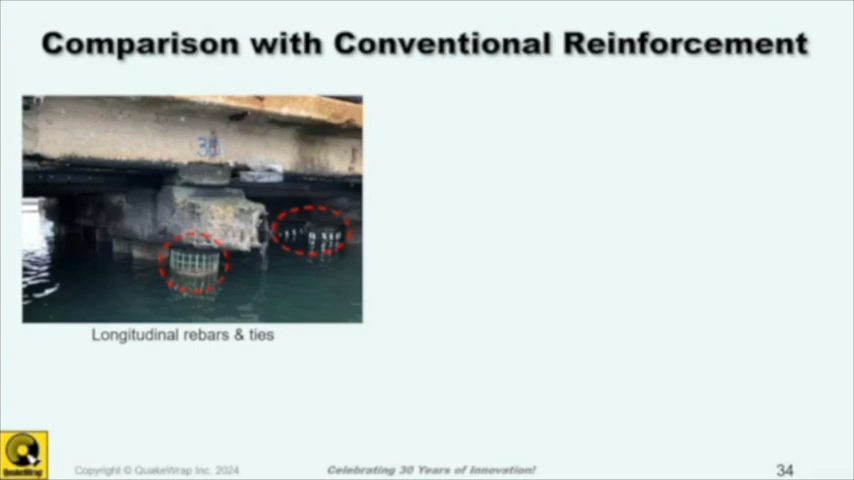 Comparison with Conventional Reinforcement
Longitudinal rebars & ties
QuakeWrap
Copyright © QuakeWrap Inc. 2024
Celebrating 30 Years of Innovation!
34